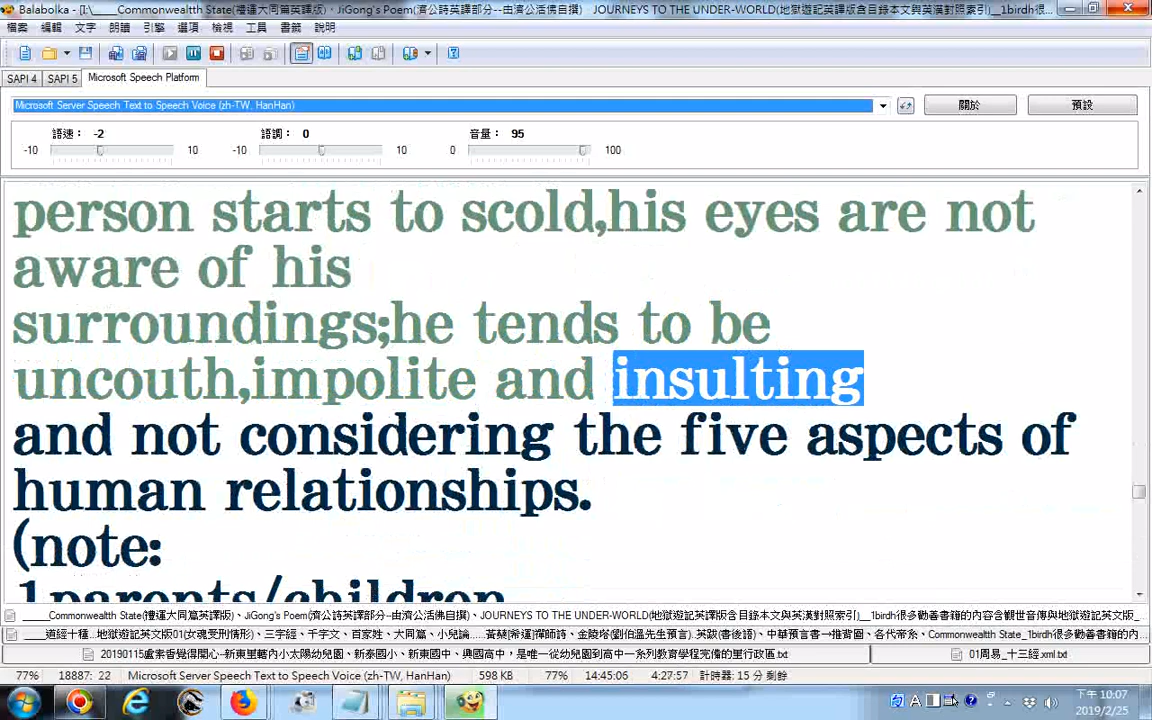 Balabolka - [I:\____Commonwealtth State(禮運大同篇英譯版)、JiGong's Poem(濟公詩英譯部分--由濟公活佛自撰)、JOURNEYS TO THE UNDER-WORLD(地獄遊記英譯版含目錄本文與英漢對照索引)__1birdh很...
檔案 編輯 文字 朗讀 引擎 選項 檢視 工具 書籤 說明
SAPI 4 SAPI 5 Microsoft Speech Platform
Microsoft Server Speech Text to Speech Voice (zh-TW, HanHan) 關於 預設
語速： -2 語調： 0 音量： 95
-10 10 -10 10 0 100
person starts to scold,his eyes are not
aware of his
surroundings;he tends to be
uncouth,impolite and insulting
and not considering the five aspects of
human relationships.
(note:
1parents/children
____Commonwealtth State(禮運大同篇英譯版)、JiGong's Poem(濟公詩英譯部分--由濟公活佛自撰)、JOURNEYS TO THE UNDER-WORLD(地獄遊記英譯版含目錄本文與英漢對照索引)__1birdh很多勸善書籍的內容含觀世音傳與地獄遊記英文版_
____道經十種...地獄遊記英文版01(女魂受刑情形)、三字經、千字文、百家姓、大同篇、小兒論......黃蘗[希運]禪師詩、金陵塔(劉伯溫先生預言)、中華預言書--推背圖、各代帝系、Commonwealth State_1birdh很多勸善書籍的內...
20190115盧素香覺得開心--新東里轄內小太陽幼兒園、新泰國小、新東國中、興國高中，是唯一從幼兒園到高中一系列教育學程完俻的里行政區.txt 01周易_十三經.xml.txt
77% 18887: 22 Microsoft Server Speech Text to Speech Voice (zh-TW, HanHan) 598 KB 77% 14:45:06 4:27:57 計時器： 15 分 剩餘
下午 10:07
2019/2/25